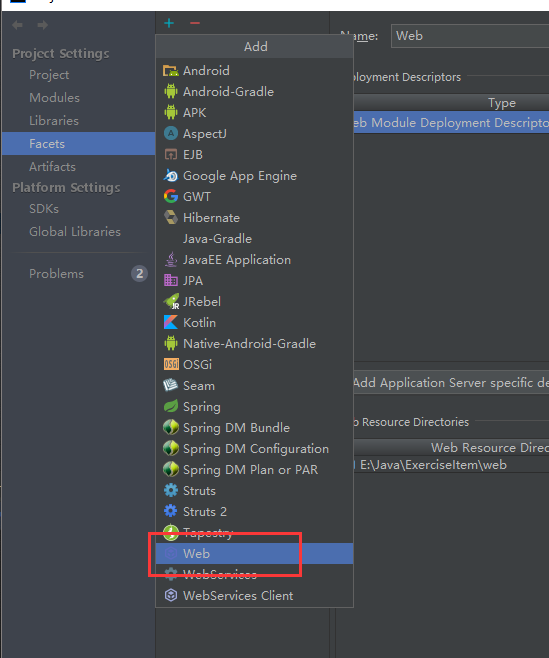 Project Settings
Project
Modules
Libraries
Facets
Artifacts
Platform Settings
SDKs
Global Libraries
Problems
2
Add
Android
Android-Gradle
APK
AspectJ
EJB
Google App Engine
GWT
Hibernate
Java-Gradle
JavaEE Application
JPA
JRebel
Kotlin
Native-Android-Gradle
OSGi
Seam
Spring
Spring DM Bundle
Spring DM Configuration
Spring DM Plan or PAR
Struts
Struts 2
Tapestry
Web
WebServices
WebServices Client
Name:
Web
loyment Descriptors
Type
eb Module Deployment Descripto
Add Application Server specific de
b Resource Directories
Web Resource Direc
E:\Java\ExerciseItem\web